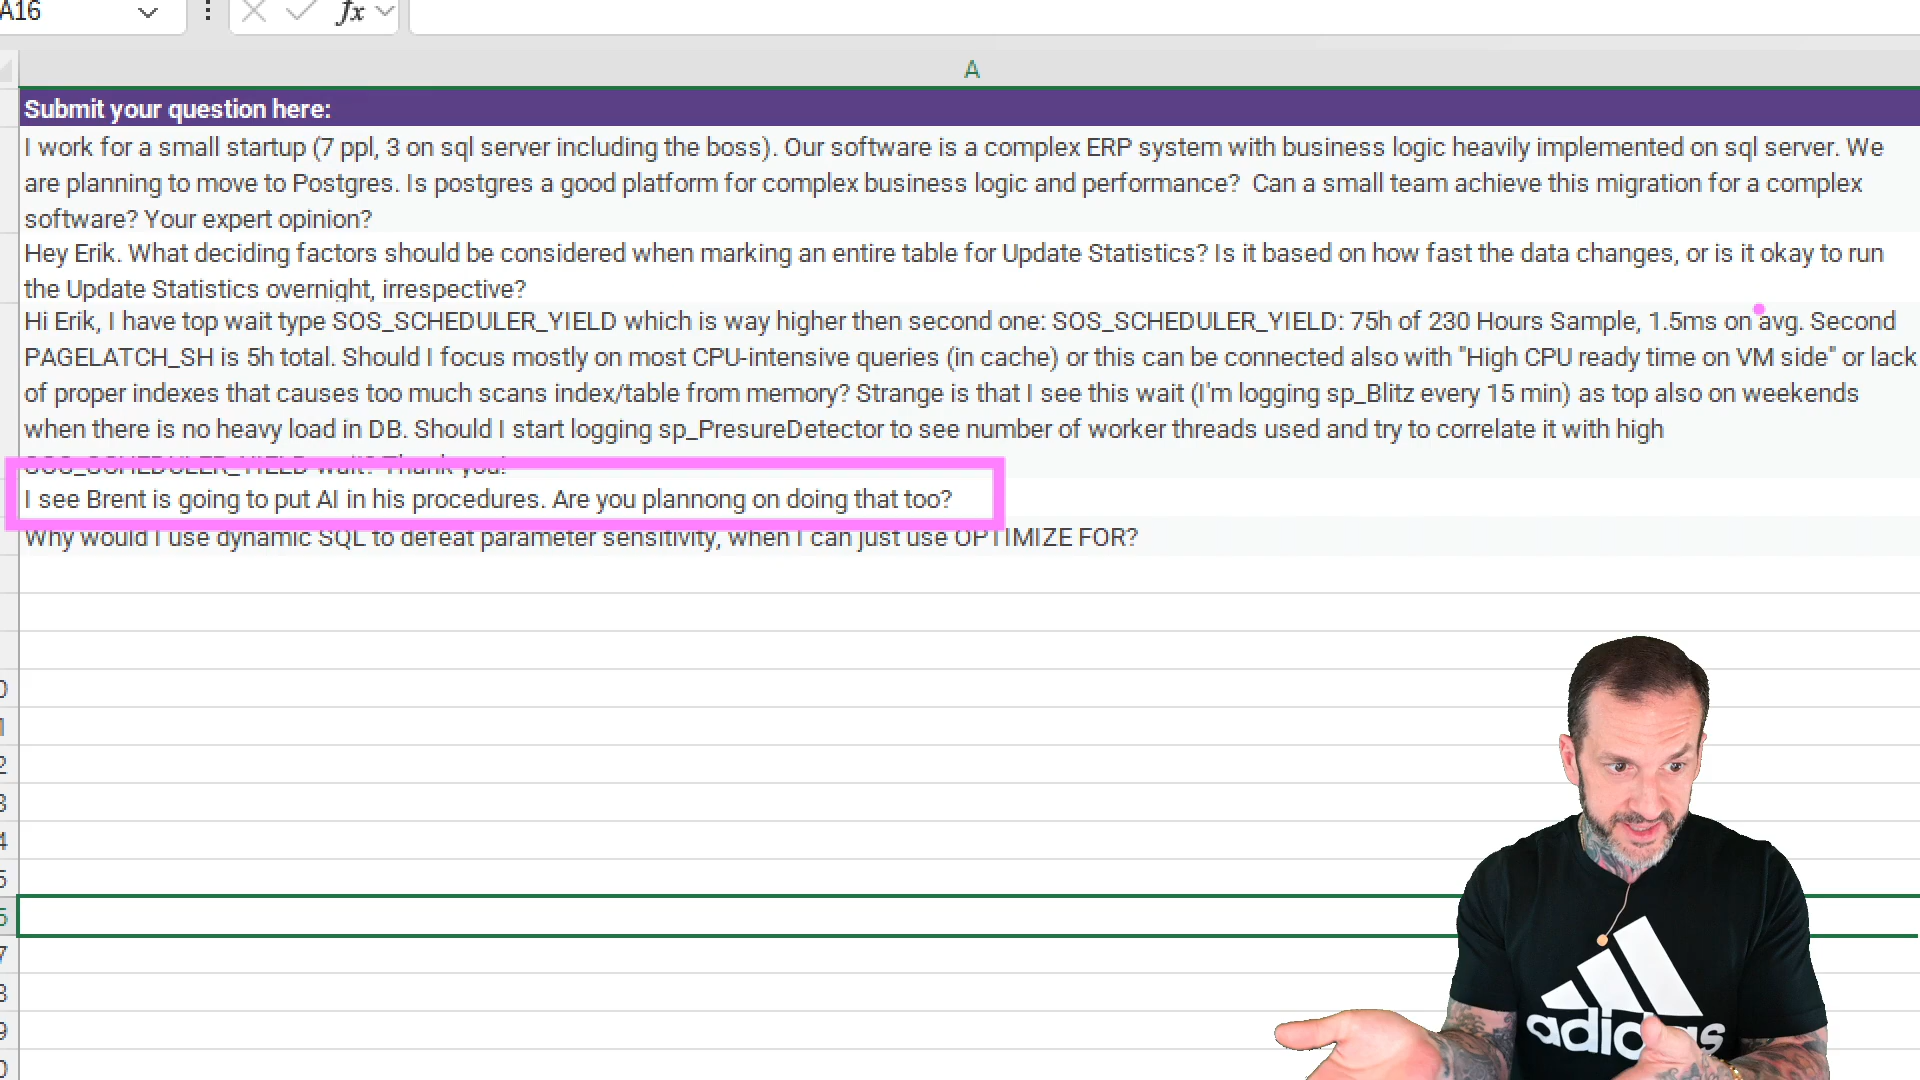 A16
fx
A
Submit your question here:
I work for a small startup (7 ppl, 3 on sql server including the boss). Our software is a complex ERP system with business logic heavily implemented on sql server. We
are planning to move to Postgres. Is postgres a good platform for complex business logic and performance?  Can a small team achieve this migration for a complex
software? Your expert opinion?
Hey Erik. What deciding factors should be considered when marking an entire table for Update Statistics? Is it based on how fast the data changes, or is it okay to run
the Update Statistics overnight, irrespective?
Hi Erik, I have top wait type SOS_SCHEDULER_YIELD which is way higher then second one: SOS_SCHEDULER_YIELD: 75h of 230 Hours Sample, 1.5ms on avg. Second
PAGELATCH_SH is 5h total. Should I focus mostly on most CPU-intensive queries (in cache) or this can be connected also with "High CPU ready time on VM side" or lack
of proper indexes that causes too much scans index/table from memory? Strange is that I see this wait (I'm logging sp_Blitz every 15 min) as top also on weekends
when there is no heavy load in DB. Should I start logging sp_PresureDetector to see number of worker threads used and try to correlate it with high
SOS_SCHEDULER_YIELD wait? Thank you!
I see Brent is going to put AI in his procedures. Are you plannong on doing that too?
Why would I use dynamic SQL to defeat parameter sensitivity, when I can just use OPTIMIZE FOR?
adidas